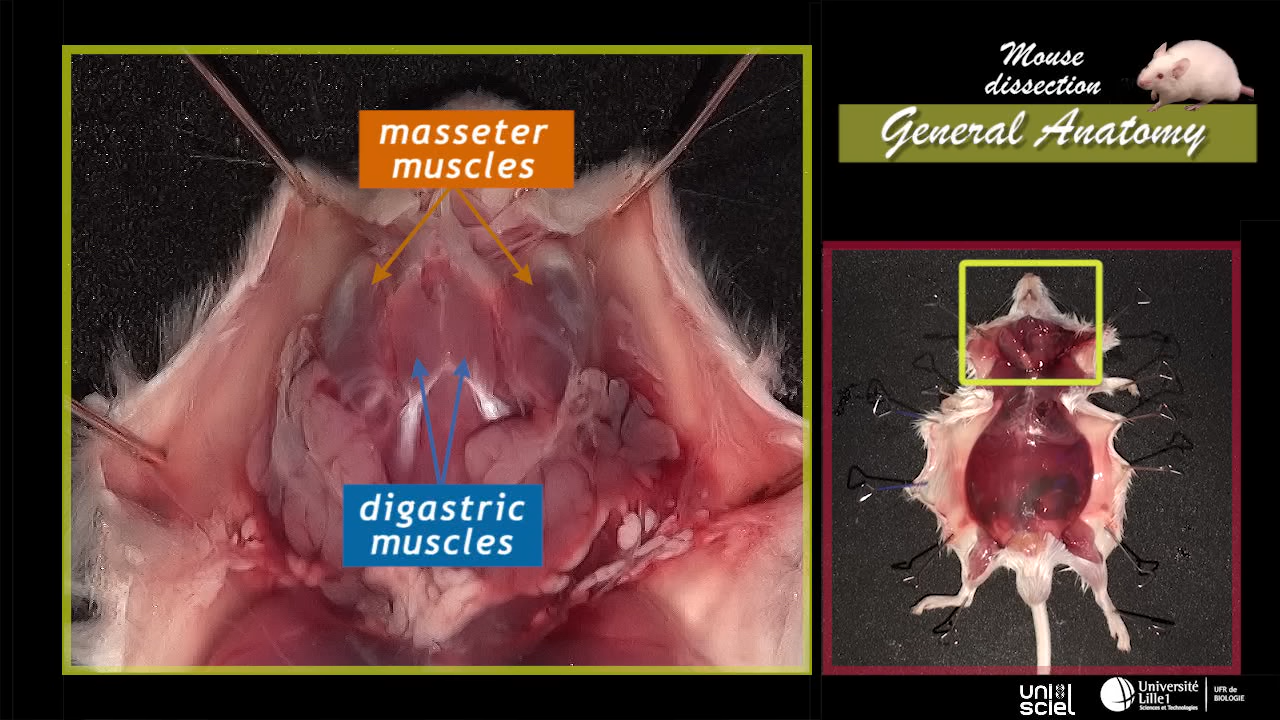 masseter
muscles
digastric
muscles
Mouse
dissection
General Anatomy
uni
sciel
Université
Lille1
Sciences et Technologies
UFR de
BIOLOGIE